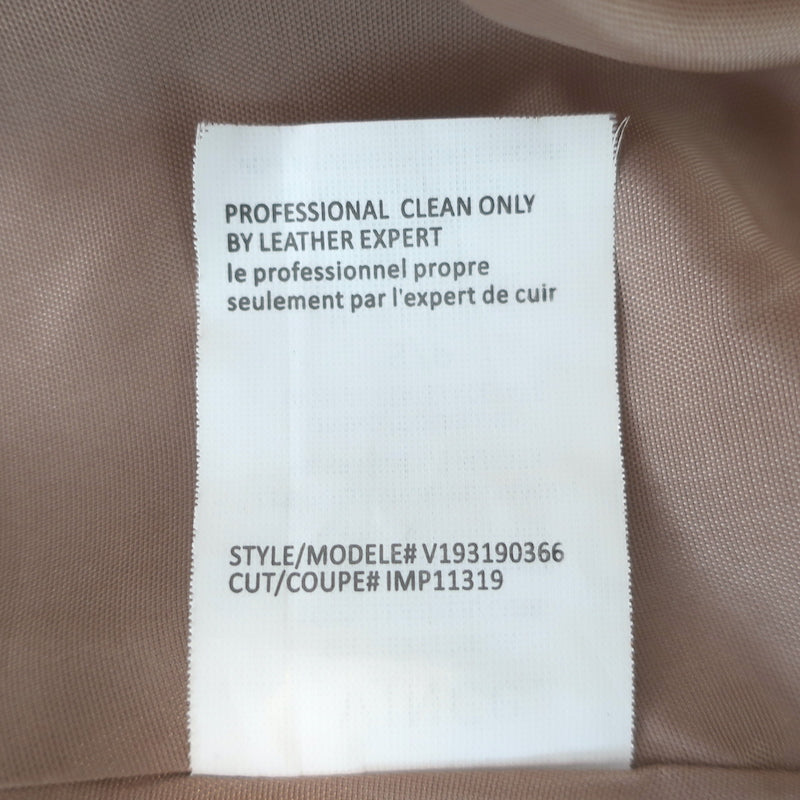 PROFESSIONAL CLEAN ONLY
BY LEATHER EXPERT
le professionnel propre
seulement par l'expert de cuir
STYLE/MODELE# V193190366
CUT/COUPE# IMP11319